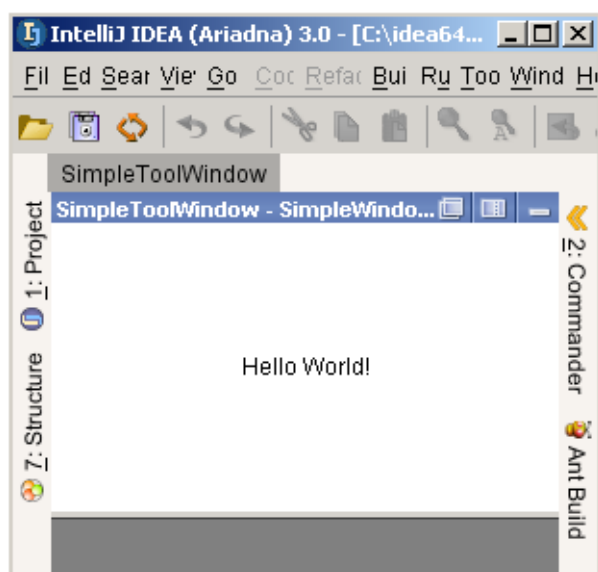 IntelliJ IDEA (Ariadna) 3.0 - [C:\idea64...
Fil Ed Sear Vie Go Coc Refac Bui Ru Too Wind H
SimpleToolWindow
SimpleToolWindow - SimpleWindo...
1: Project
7: Structure
Hello World!
2: Commander
Ant Build